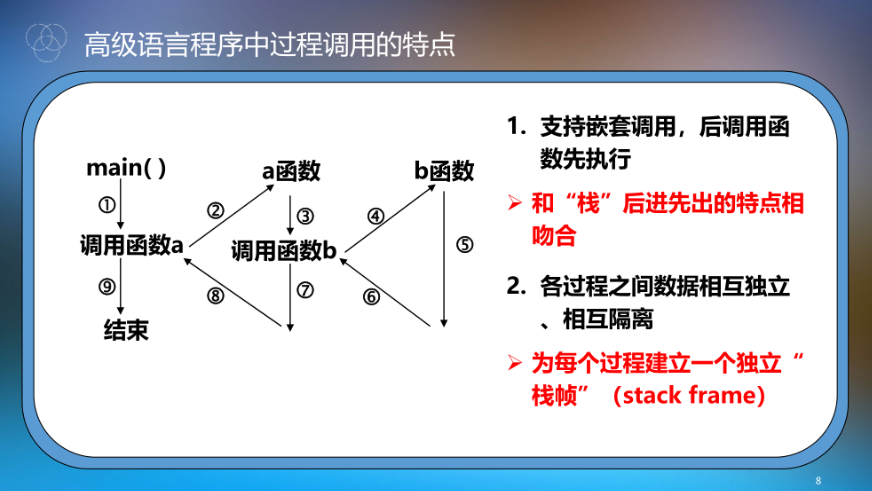 高级语言程序中过程调用的特点
main( )
a函数
b函数
①
②
③
④
⑤
调用函数a
调用函数b
⑨
⑧
⑦
⑥
结束
1. 支持嵌套调用，后调用函
数先执行
➢ 和“栈”后进先出的特点相
吻合
2. 各过程之间数据相互独立
、相互隔离
➢ 为每个过程建立一个独立“
栈帧”（stack frame）
8